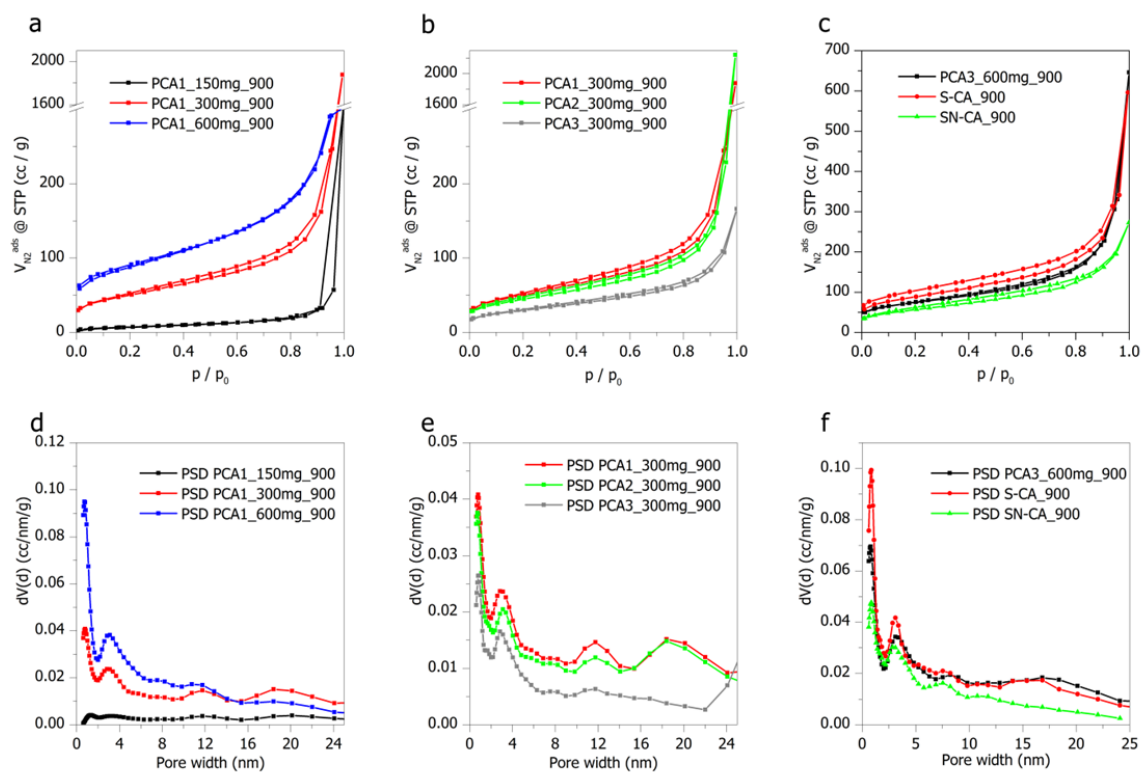 a
2000
1600
200
100
0
V_N2^ads @ STP (cc / g)
PCA1_150mg_900
PCA1_300mg_900
PCA1_600mg_900
0.0 0.2 0.4 0.6 0.8 1.0
p / p_0
b
2000
1600
200
100
0
V_N2^ads @ STP (cc / g)
PCA1_300mg_900
PCA2_300mg_900
PCA3_300mg_900
0.0 0.2 0.4 0.6 0.8 1.0
p / p_0
c
700
600
500
400
300
200
100
0
V_N2^ads @ STP (cc / g)
PCA3_600mg_900
S-CA_900
SN-CA_900
0.0 0.2 0.4 0.6 0.8 1.0
p / p_0
d
0.12
0.10
0.08
0.06
0.04
0.02
0.00
dV(d) (cc/nm/g)
PSD PCA1_150mg_900
PSD PCA1_300mg_900
PSD PCA1_600mg_900
0 4 8 12 16 20 24
Pore width (nm)
e
0.05
0.04
0.03
0.02
0.01
0.00
dV(d) (cc/nm/g)
PSD PCA1_300mg_900
PSD PCA2_300mg_900
PSD PCA3_300mg_900
0 4 8 12 16 20 24
Pore width (nm)
f
0.10
0.08
0.06
0.04
0.02
0.00
dV(d) (cc/nm/g)
PSD PCA3_600mg_900
PSD S-CA_900
PSD SN-CA_900
0 5 10 15 20 25
Pore width (nm)